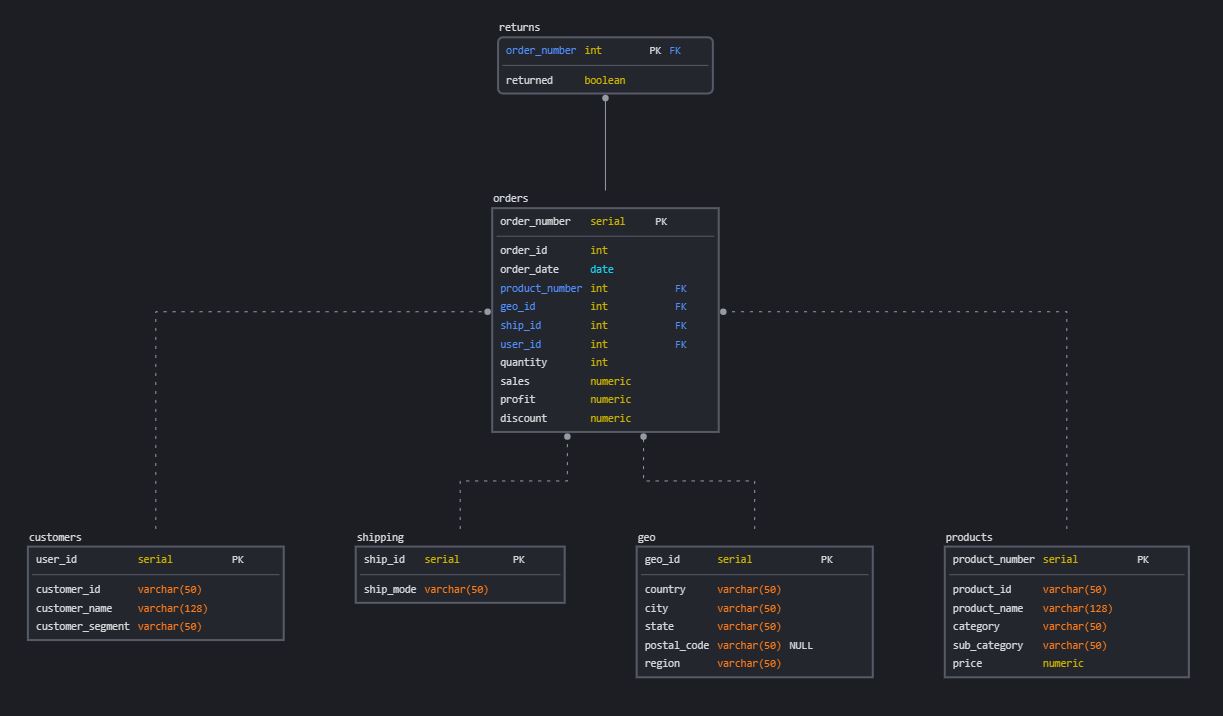 returns
order_number int PK FK
returned boolean
orders
order_number serial PK
order_id int
order_date date
product_number int FK
geo_id int FK
ship_id int FK
user_id int FK
quantity int
sales numeric
profit numeric
discount numeric
customers
user_id serial PK
customer_id varchar(50)
customer_name varchar(128)
customer_segment varchar(50)
shipping
ship_id serial PK
ship_mode varchar(50)
geo
geo_id serial PK
country varchar(50)
city varchar(50)
state varchar(50)
postal_code varchar(50) NULL
region varchar(50)
products
product_number serial PK
product_id varchar(50)
product_name varchar(128)
category varchar(50)
sub_category varchar(50)
price numeric